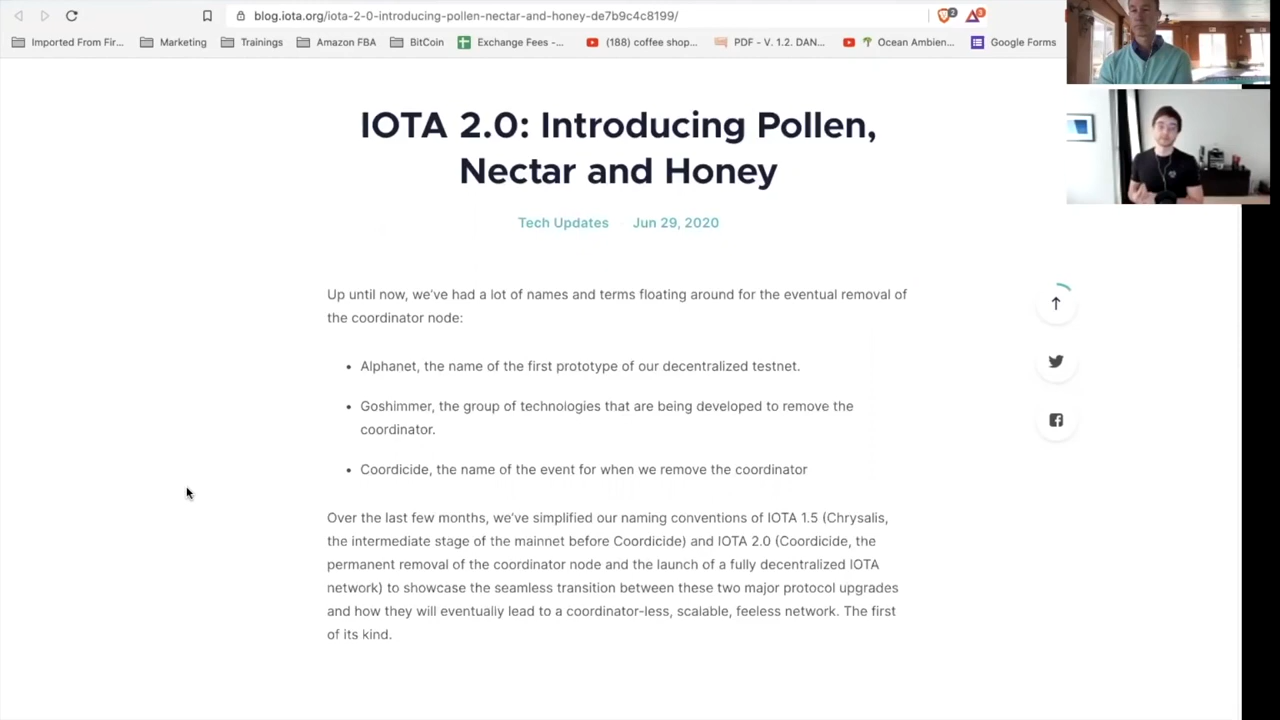 blog.iota.org/iota-2-0-introducing-pollen-nectar-and-honey-de7b9c4c8199/
2
3
Imported From Fir...
Marketing
Trainings
Amazon FBA
BitCoin
Exchange Fees -...
(188) coffee shop...
PDF - V. 1.2. DAN...
Ocean Ambien...
Google Forms
IOTA 2.0: Introducing Pollen,
Nectar and Honey
Tech Updates Jun 29, 2020
Up until now, we’ve had a lot of names and terms floating around for the eventual removal of
the coordinator node:
• Alphanet, the name of the first prototype of our decentralized testnet.
• Goshimmer, the group of technologies that are being developed to remove the
coordinator.
• Coordicide, the name of the event for when we remove the coordinator
Over the last few months, we’ve simplified our naming conventions of IOTA 1.5 (Chrysalis,
the intermediate stage of the mainnet before Coordicide) and IOTA 2.0 (Coordicide, the
permanent removal of the coordinator node and the launch of a fully decentralized IOTA
network) to showcase the seamless transition between these two major protocol upgrades
and how they will eventually lead to a coordinator-less, scalable, feeless network. The first
of its kind.